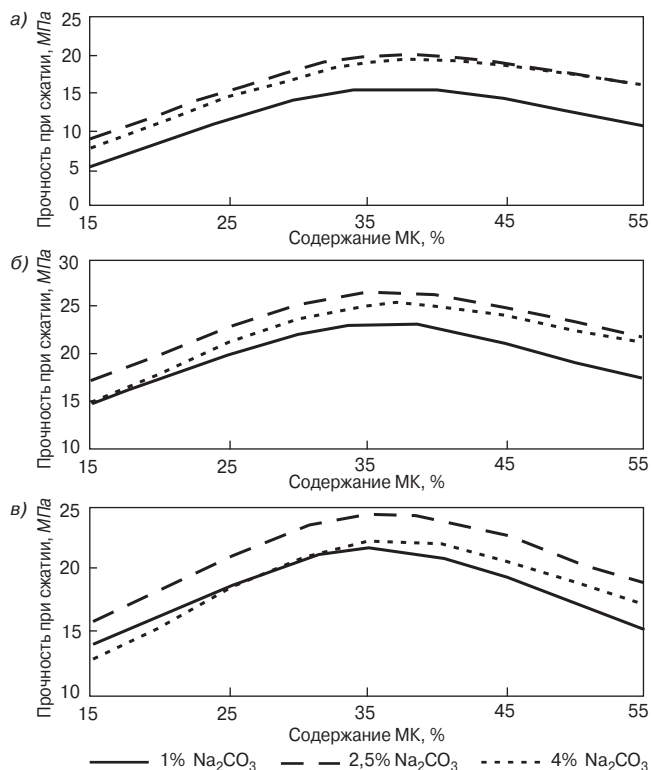 а)
Прочность при сжатии, МПа
25
20
15
10
5
0
15 25 35 45 55
Содержание МК, %
б)
Прочность при сжатии, МПа
30
25
20
15
10
15 25 35 45 55
Содержание МК, %
в)
Прочность при сжатии, МПа
25
20
15
10
15 25 35 45 55
Содержание МК, %
1% Na₂CO₃ 2,5% Na₂CO₃ 4% Na₂CO₃